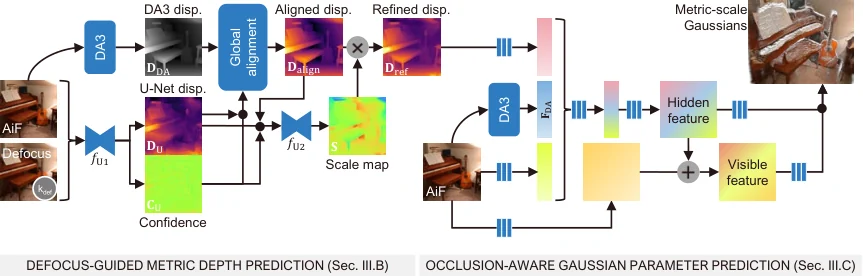 DA3 disp.
Aligned disp.
Refined disp.
Metric-scale
Gaussians
DA3
D_DA
Global
alignment
D_align
×
D_ref
U-Net disp.
AiF
D_U
f_U1
f_U2
S
Scale map
Defocus
k_def
C_U
Confidence
DA3
F_DA
Hidden
feature
AiF
+
Visible
feature
DEFOCUS-GUIDED METRIC DEPTH PREDICTION (Sec. III.B)
OCCLUSION-AWARE GAUSSIAN PARAMETER PREDICTION (Sec. III.C)